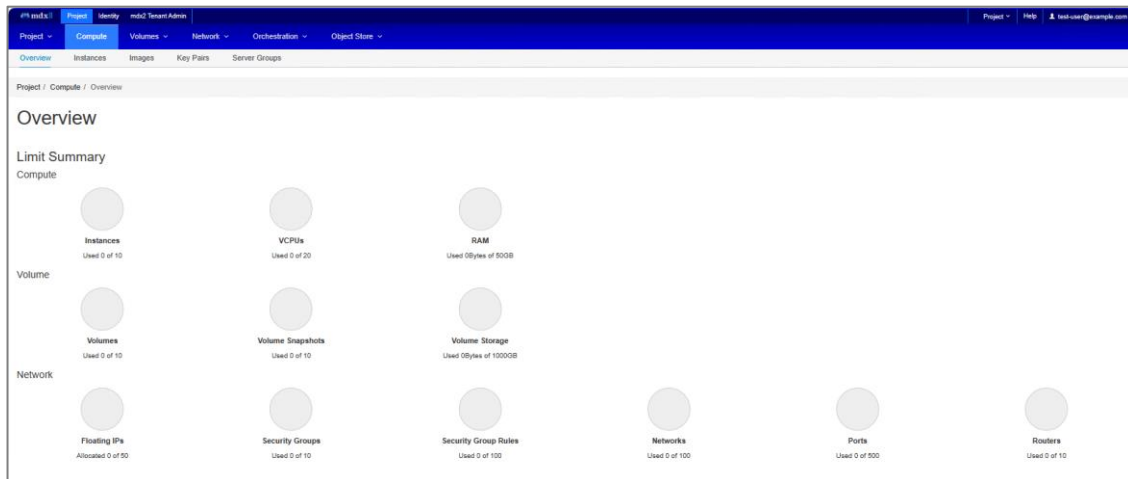 mdx II Project Identity mdx2 Tenant Admin Project Help test-user@example.com
Project Compute Volumes Network Orchestration Object Store
Overview Instances Images Key Pairs Server Groups
Project / Compute / Overview
Overview
Limit Summary
Compute
Instances VCPUs RAM
Used 0 of 10 Used 0 of 20 Used 0Bytes of 50GB
Volume
Volumes Volume Snapshots Volume Storage
Used 0 of 10 Used 0 of 10 Used 0Bytes of 1000GB
Network
Floating IPs Security Groups Security Group Rules Networks Ports Routers
Allocated 0 of 50 Used 0 of 10 Used 0 of 100 Used 0 of 100 Used 0 of 500 Used 0 of 10